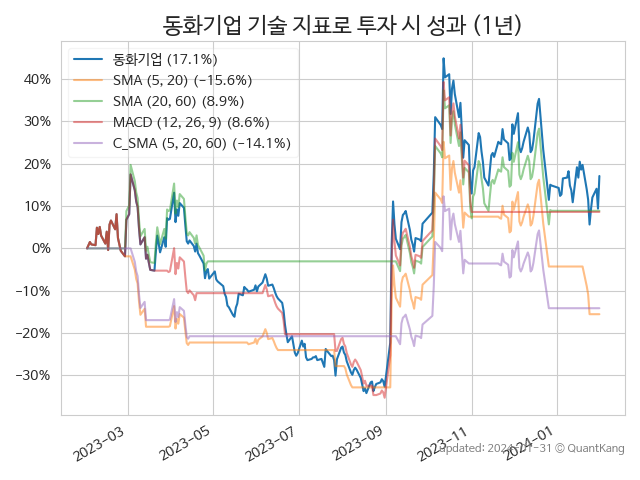 동화기업 기술 지표로 투자 시 성과 (1년)
동화기업 (17.1%)
SMA (5, 20) (−15.6%)
SMA (20, 60) (8.9%)
MACD (12, 26, 9) (8.6%)
C_SMA (5, 20, 60) (−14.1%)
40%
30%
20%
10%
0%
−10%
−20%
−30%
2023−03
2023−05
2023−07
2023−09
2023−11
2024−01
updated: 2024-01-31 © QuantKang